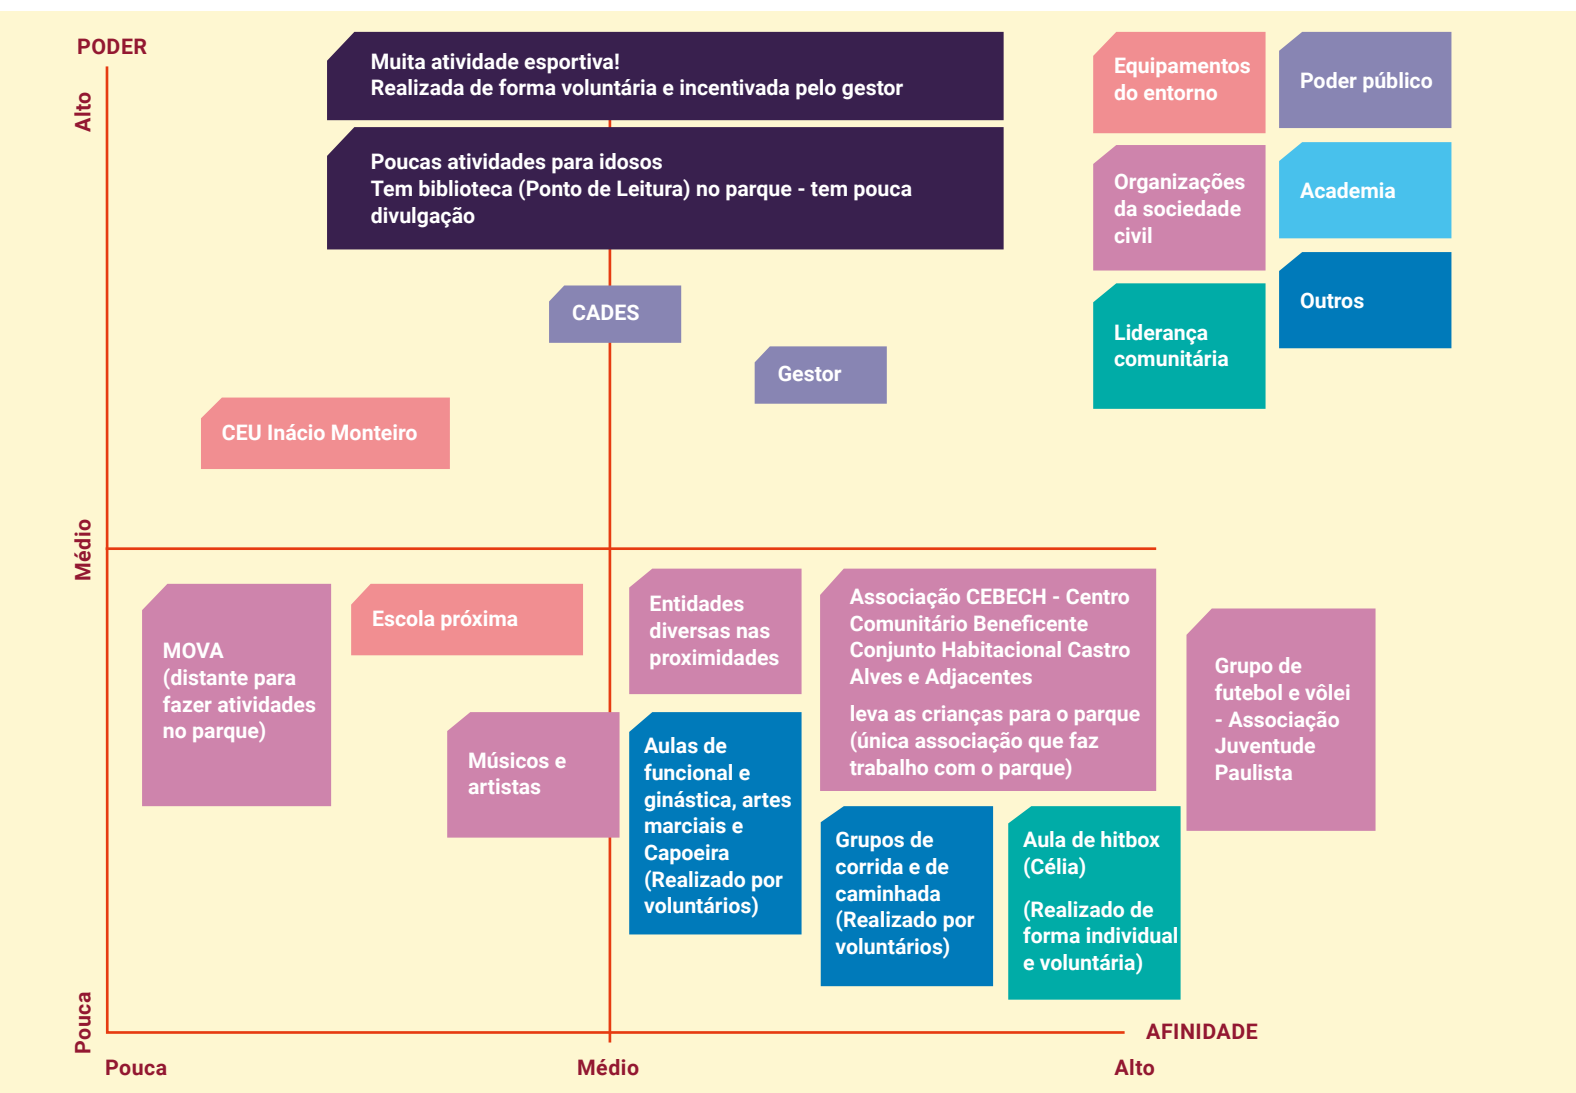 PODER
Alto
Médio
Pouca
Muita atividade esportiva!
Realizada de forma voluntária e incentivada pelo gestor
Poucas atividades para idosos
Tem biblioteca (Ponto de Leitura) no parque - tem pouca
divulgação
Equipamentos
do entorno
Poder público
Organizações
da sociedade
civil
Academia
Liderança
comunitária
Outros
CADES
Gestor
CEU Inácio Monteiro
MOVA
(distante para
fazer atividades
no parque)
Escola próxima
Músicos e
artistas
Entidades
diversas nas
proximidades
Aulas de
funcional e
ginástica, artes
marciais e
Capoeira
(Realizado por
voluntários)
Associação CEBECH - Centro
Comunitário Beneficente
Conjunto Habitacional Castro
Alves e Adjacentes
leva as crianças para o parque
(única associação que faz
trabalho com o parque)
Grupos de
corrida e de
caminhada
(Realizado por
voluntários)
Aula de hitbox
(Célia)
(Realizado de
forma individual
e voluntária)
Grupo de
futebol e vôlei
- Associação
Juventude
Paulista
AFINIDADE
Pouca
Médio
Alto